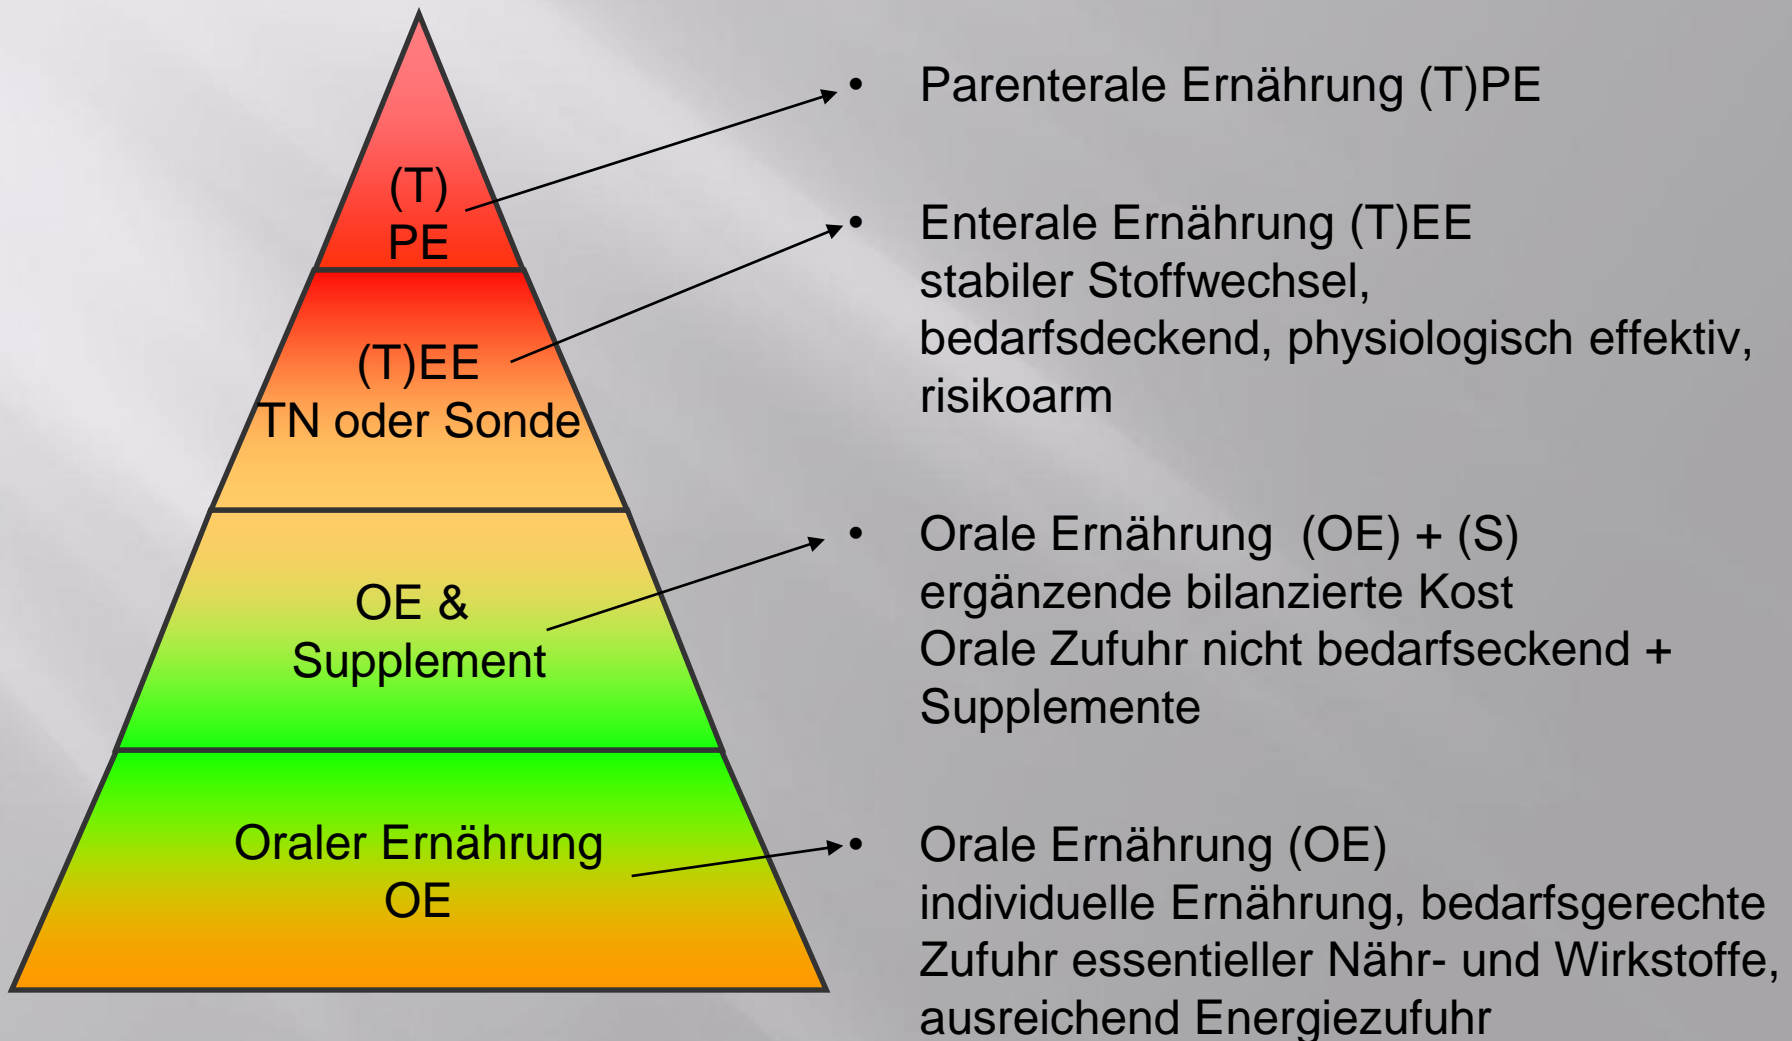 (T)
PE
(T)EE
TN oder Sonde
OE &
Supplement
Oraler Ernährung
OE
• Parenterale Ernährung (T)PE
• Enterale Ernährung (T)EE
stabiler Stoffwechsel,
bedarfsdeckend, physiologisch effektiv,
risikoarm
• Orale Ernährung (OE) + (S)
ergänzende bilanzierte Kost
Orale Zufuhr nicht bedarfseckend +
Supplemente
• Orale Ernährung (OE)
individuelle Ernährung, bedarfsgerechte
Zufuhr essentieller Nähr- und Wirkstoffe,
ausreichend Energiezufuhr